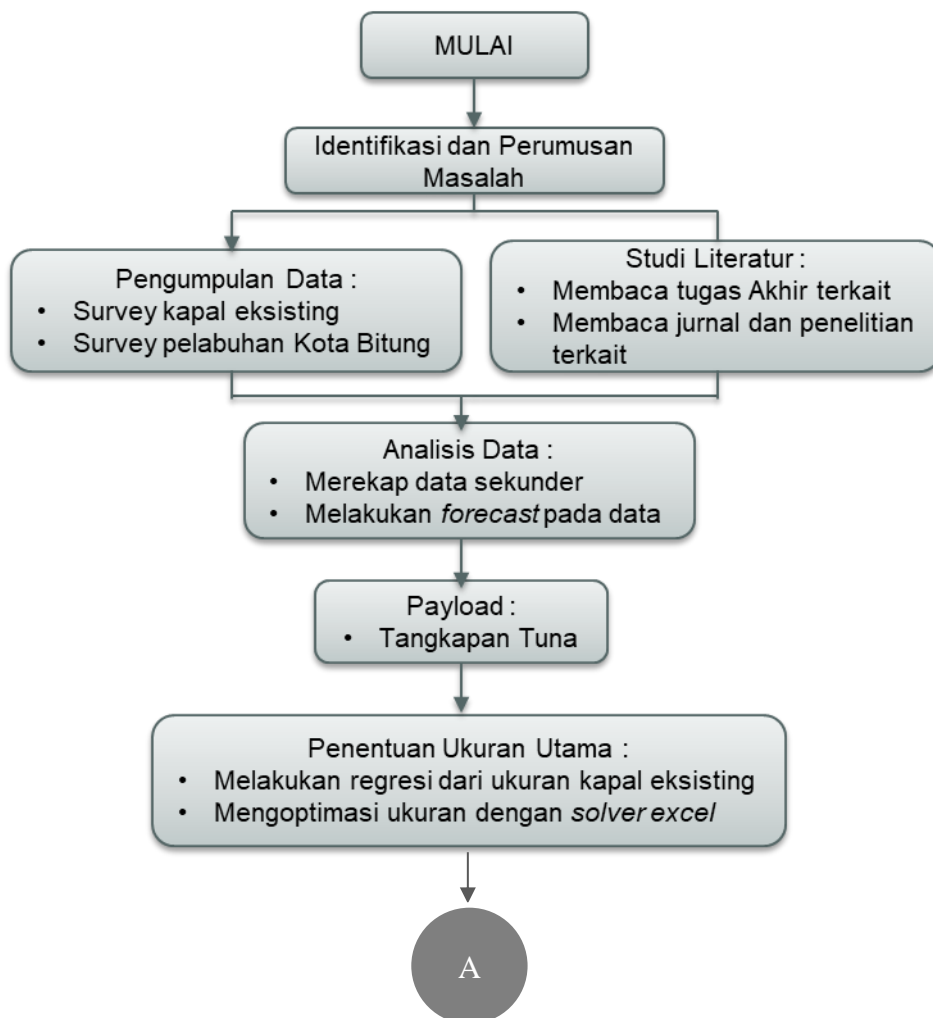 MULAI
Identifikasi dan Perumusan
Masalah
Pengumpulan Data :
• Survey kapal eksisting
• Survey pelabuhan Kota Bitung
Studi Literatur :
• Membaca tugas Akhir terkait
• Membaca jurnal dan penelitian
terkait
Analisis Data :
• Merekap data sekunder
• Melakukan forecast pada data
Payload :
• Tangkapan Tuna
Penentuan Ukuran Utama :
• Melakukan regresi dari ukuran kapal eksisting
• Mengoptimasi ukuran dengan solver excel
A